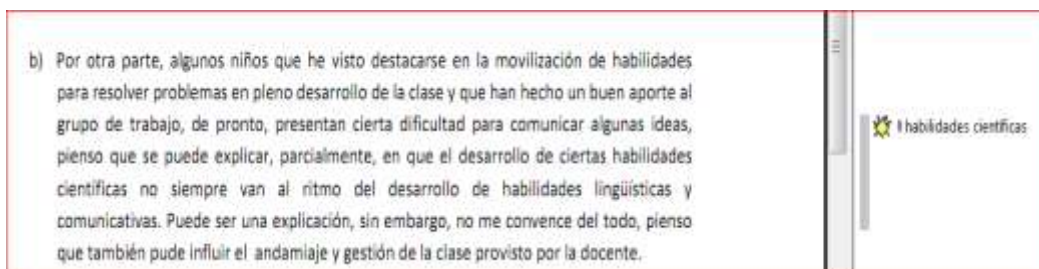 b) Por otra parte, algunos niños que he visto destacarse en la movilización de habilidades
para resolver problemas en pleno desarrollo de la clase y que han hecho un buen aporte al
grupo de trabajo, de pronto, presentan cierta dificultad para comunicar algunas ideas,
pienso que se puede explicar, parcialmente, en que el desarrollo de ciertas habilidades
científicas no siempre van al ritmo del desarrollo de habilidades lingüísticas y
comunicativas. Puede ser una explicación, sin embargo, no me convence del todo, pienso
que también pude influir el andamiaje y gestión de la clase provisto por la docente.
habilidades científicas